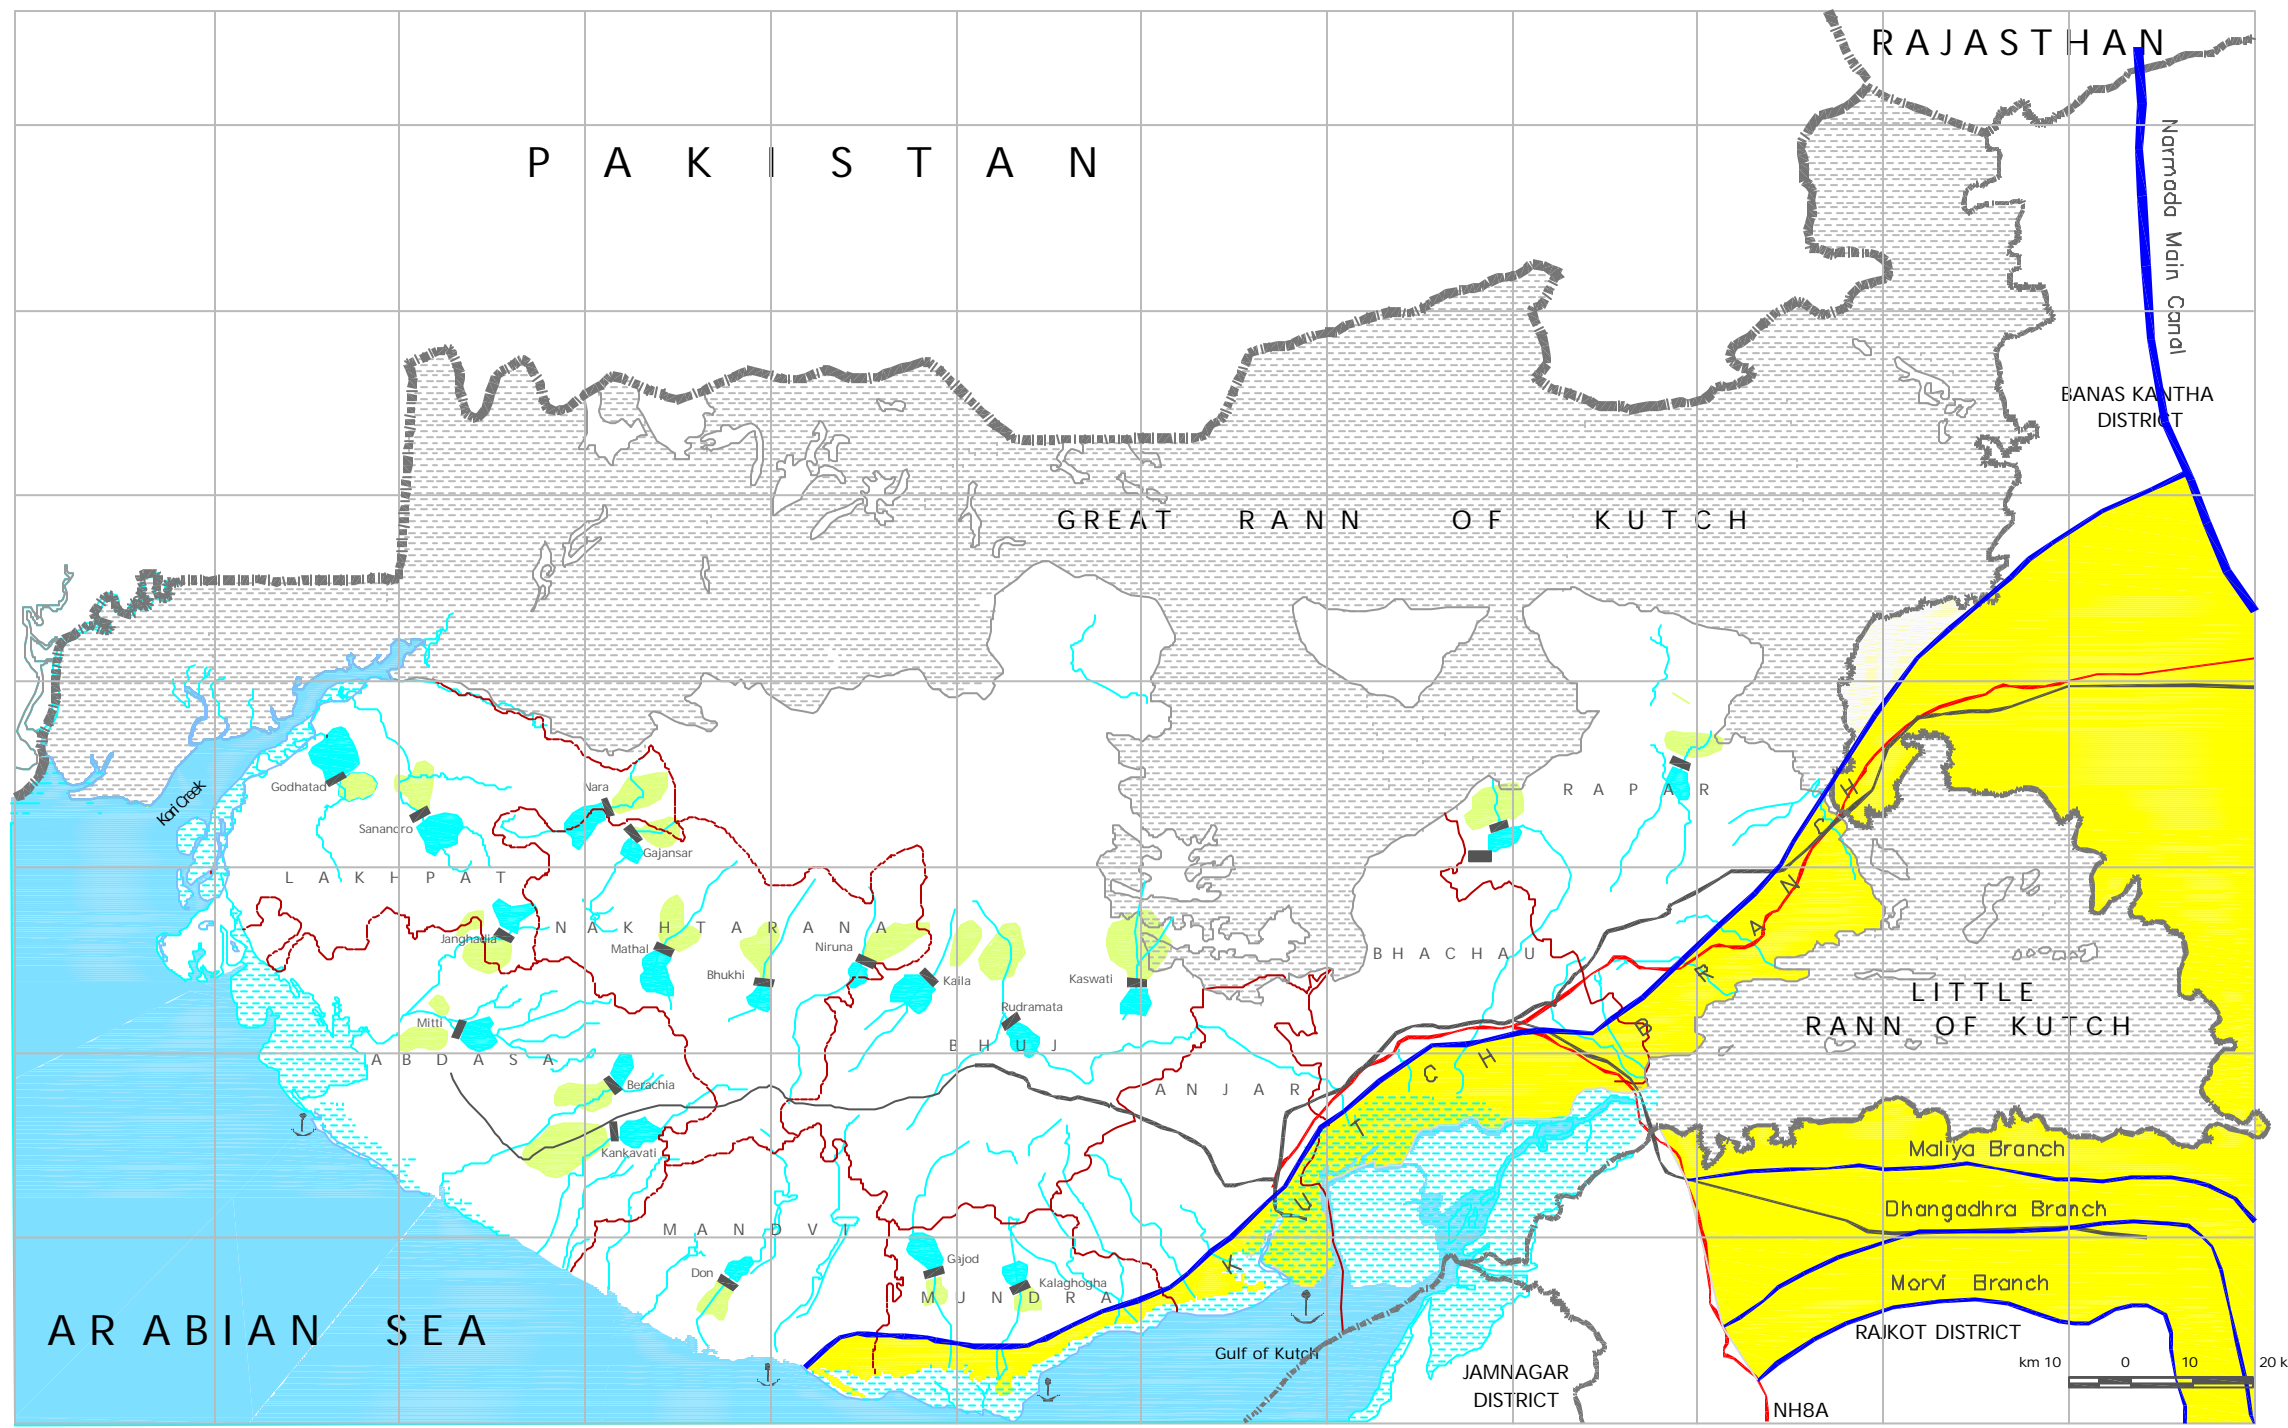 RAJASTHAN
PAKISTAN
Narmada Main Canal
BANAS KANTHA
DISTRICT
GREAT RANN OF KUTCH
Kori Creek
Godhatad
Sanandro
Nara
Gajansar
LAKHPAT
RAPAR
Janghadia
NAKHTARANA
Mathal
Bhukhi
Niruna
Kaila
Kaswati
BHACHAU
Rudramata
Mitti
ABDASA
BHUJ
Berachia
ANJAR
Kankavati
KUTCH BRANCH
LITTLE
RANN OF KUTCH
Maliya Branch
Dhangadhra Branch
Morvi Branch
RAJKOT DISTRICT
MANDVI
Don
Gajod
Kalaghogha
MUNDRA
ARABIAN SEA
Gulf of Kutch
JAMNAGAR
DISTRICT
km 10 0 10 20 k
NH8A